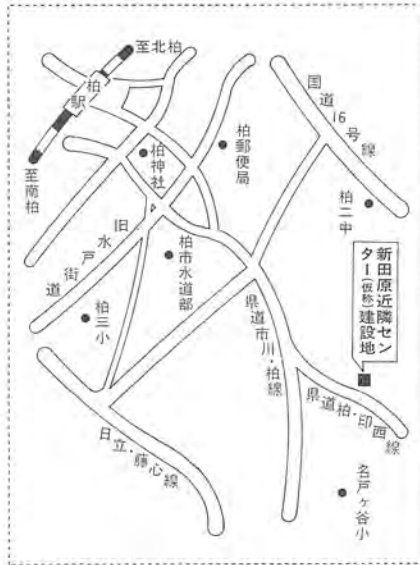 至北柏
柏駅
至南柏
国道16号線
柏郵便局
柏神社
柏二中
旧水戸街道
柏市水道部
新田原近隣セン
ター(仮称)建設地
柏三小
県道市川・柏線
県道柏・印西線
日立・藤心線
名戸ヶ谷小